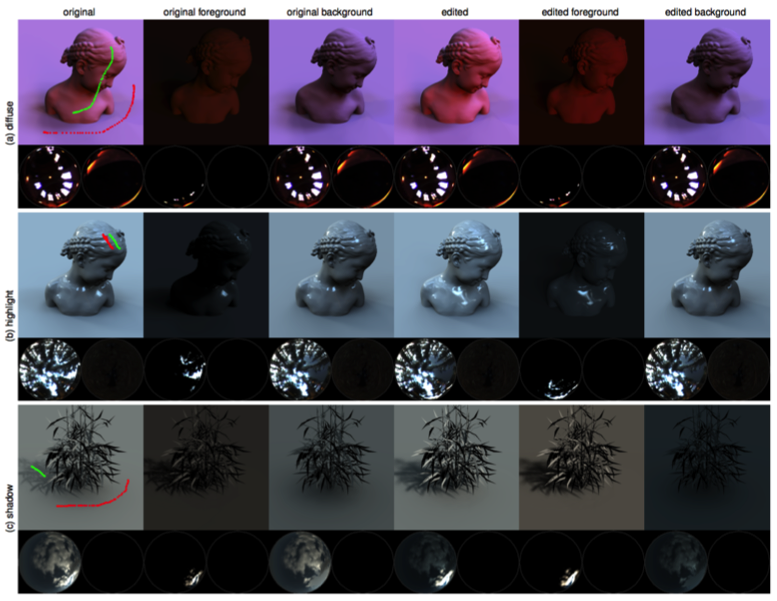 original original foreground original background edited edited foreground edited background
(a) diffuse
(b) highlight
(c) shadow